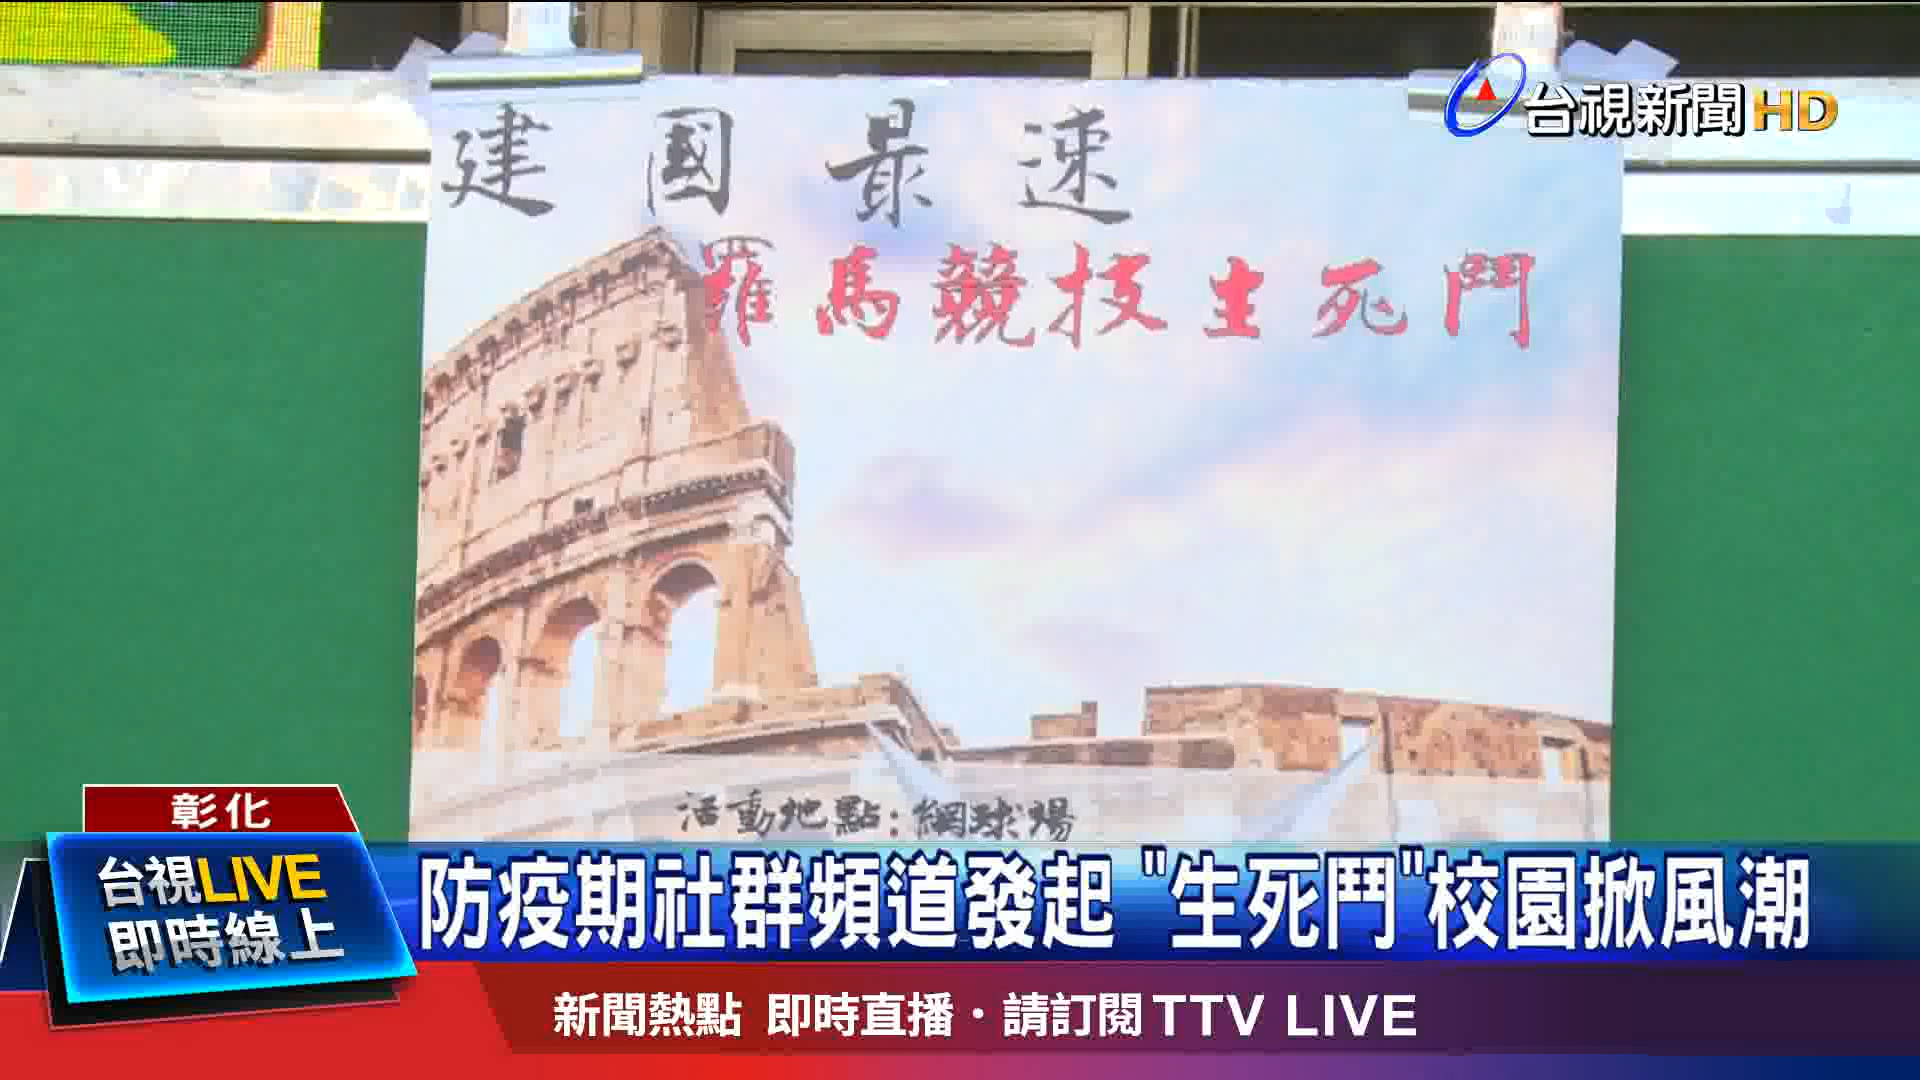 建國最速
台視新聞HD
羅馬競技生死鬥
活動地點:網球場
彰化
台視LIVE
即時線上
防疫期社群頻道發起 "生死鬥"校園掀風潮
新聞熱點 即時直播·請訂閱TTV LIVE